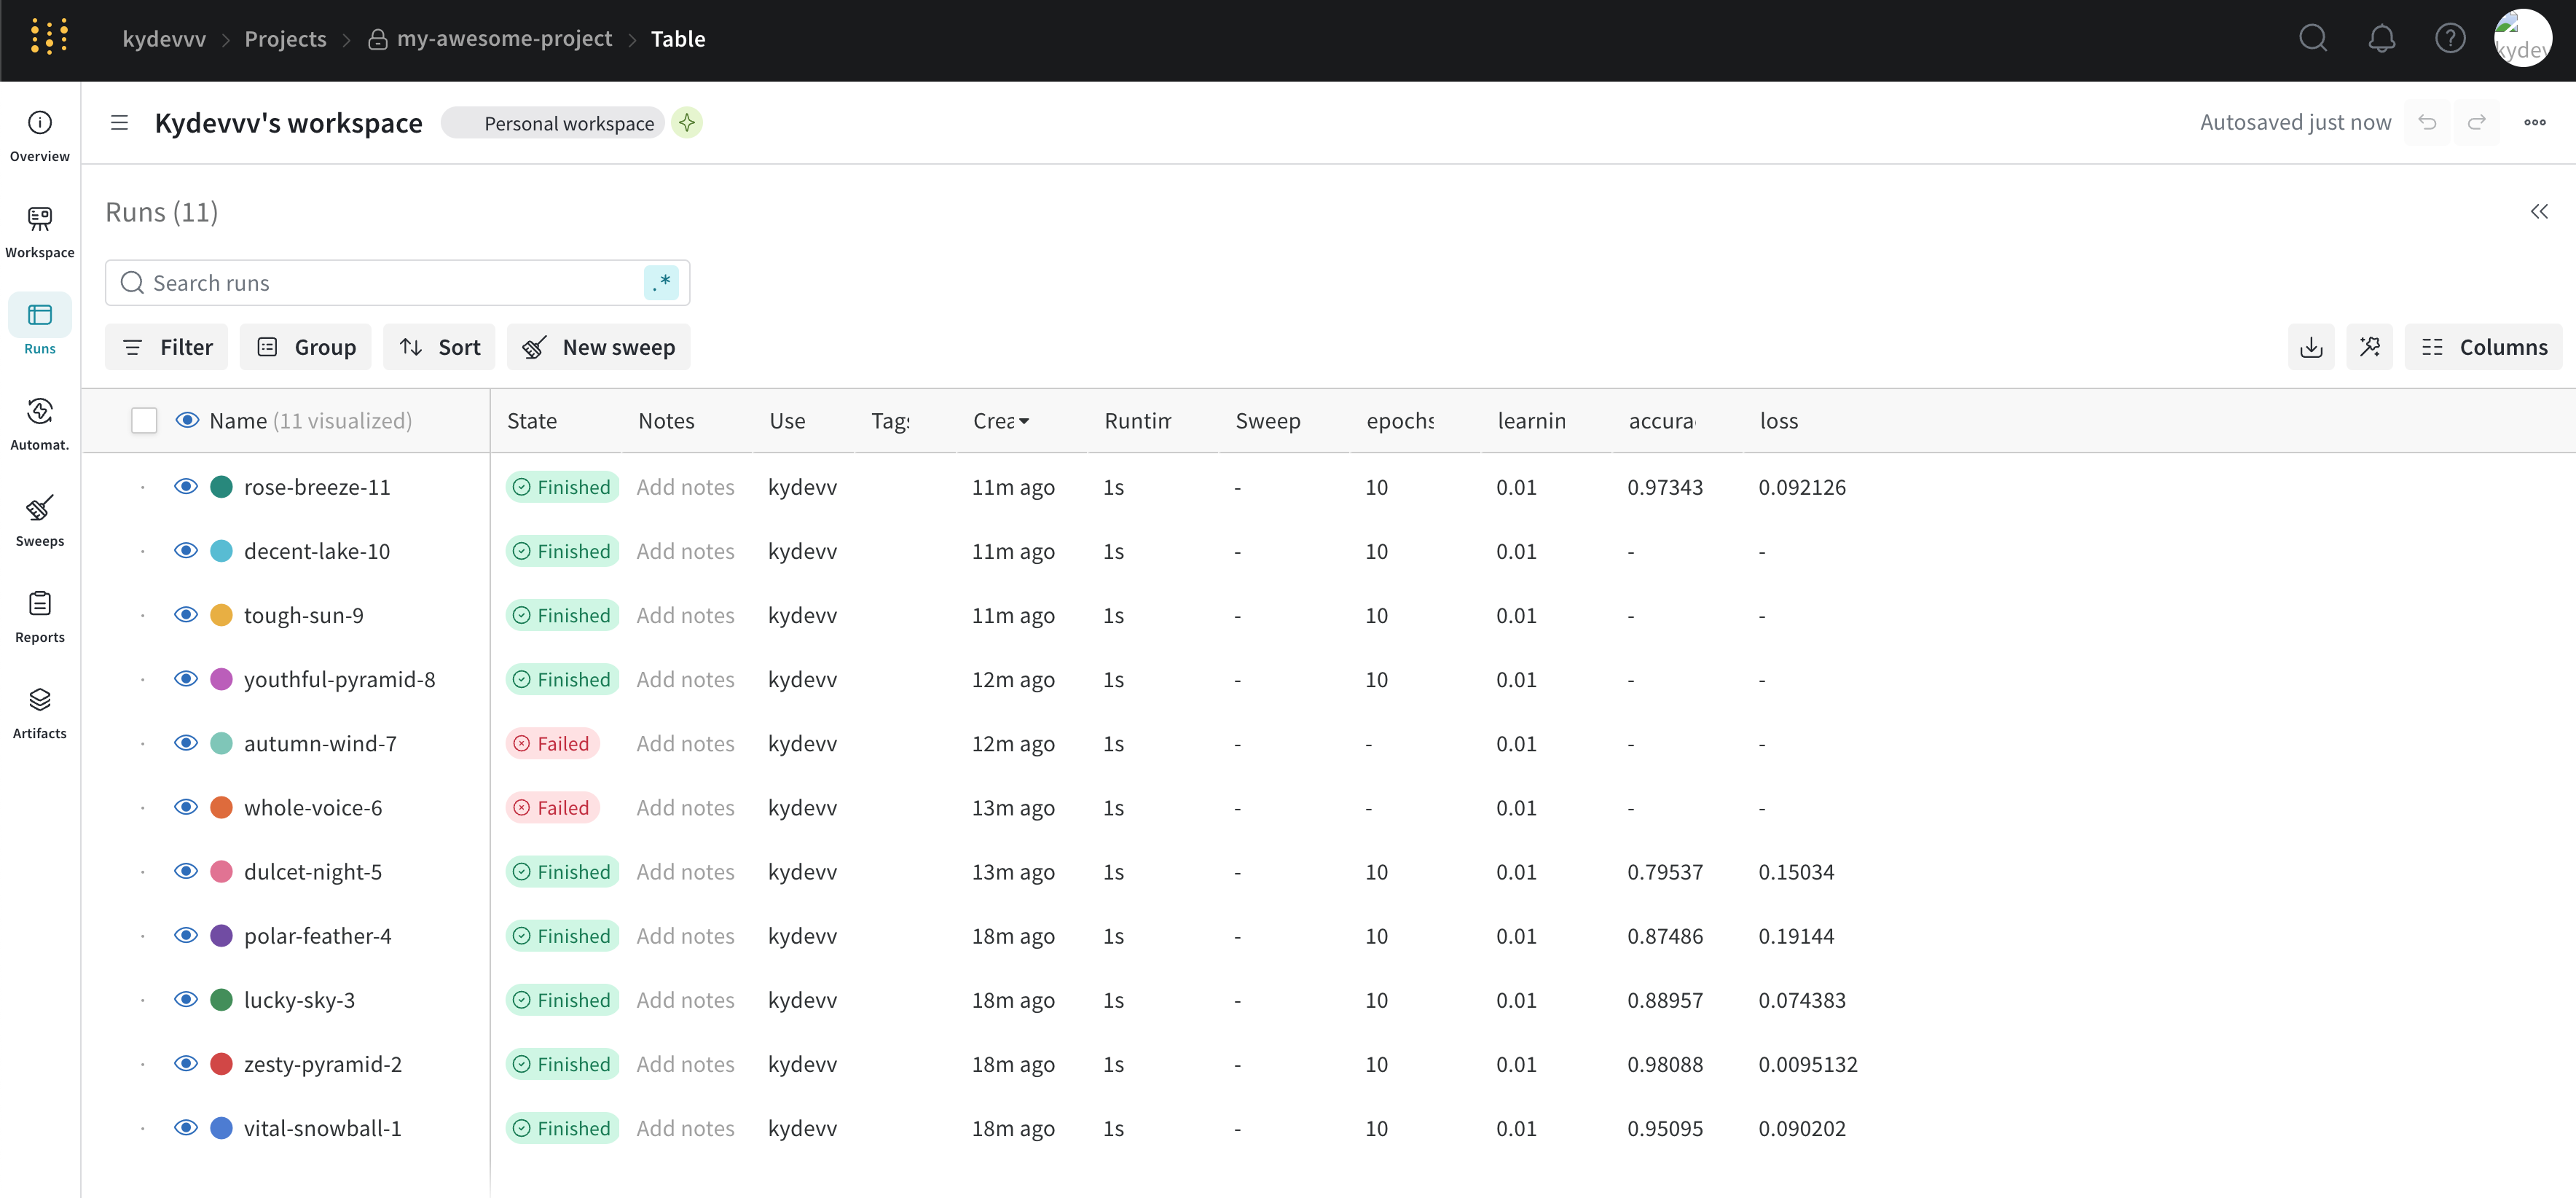 kydevvv > Projects > my-awesome-project > Table
kydev
Kydevvv's workspace Personal workspace Autosaved just now
Overview
Workspace
Runs
Automat.
Sweeps
Reports
Artifacts
Runs (11)
Search runs .*
Filter Group Sort New sweep Columns
Name (11 visualized) State Notes Use Tags Crea Runtim Sweep epochs learnin accura loss
rose-breeze-11 Finished Add notes kydevv 11m ago 1s - 10 0.01 0.97343 0.092126
decent-lake-10 Finished Add notes kydevv 11m ago 1s - 10 0.01 - -
tough-sun-9 Finished Add notes kydevv 11m ago 1s - 10 0.01 - -
youthful-pyramid-8 Finished Add notes kydevv 12m ago 1s - 10 0.01 - -
autumn-wind-7 Failed Add notes kydevv 12m ago 1s - - 0.01 - -
whole-voice-6 Failed Add notes kydevv 13m ago 1s - - 0.01 - -
dulcet-night-5 Finished Add notes kydevv 13m ago 1s - 10 0.01 0.79537 0.15034
polar-feather-4 Finished Add notes kydevv 18m ago 1s - 10 0.01 0.87486 0.19144
lucky-sky-3 Finished Add notes kydevv 18m ago 1s - 10 0.01 0.88957 0.074383
zesty-pyramid-2 Finished Add notes kydevv 18m ago 1s - 10 0.01 0.98088 0.0095132
vital-snowball-1 Finished Add notes kydevv 18m ago 1s - 10 0.01 0.95095 0.090202